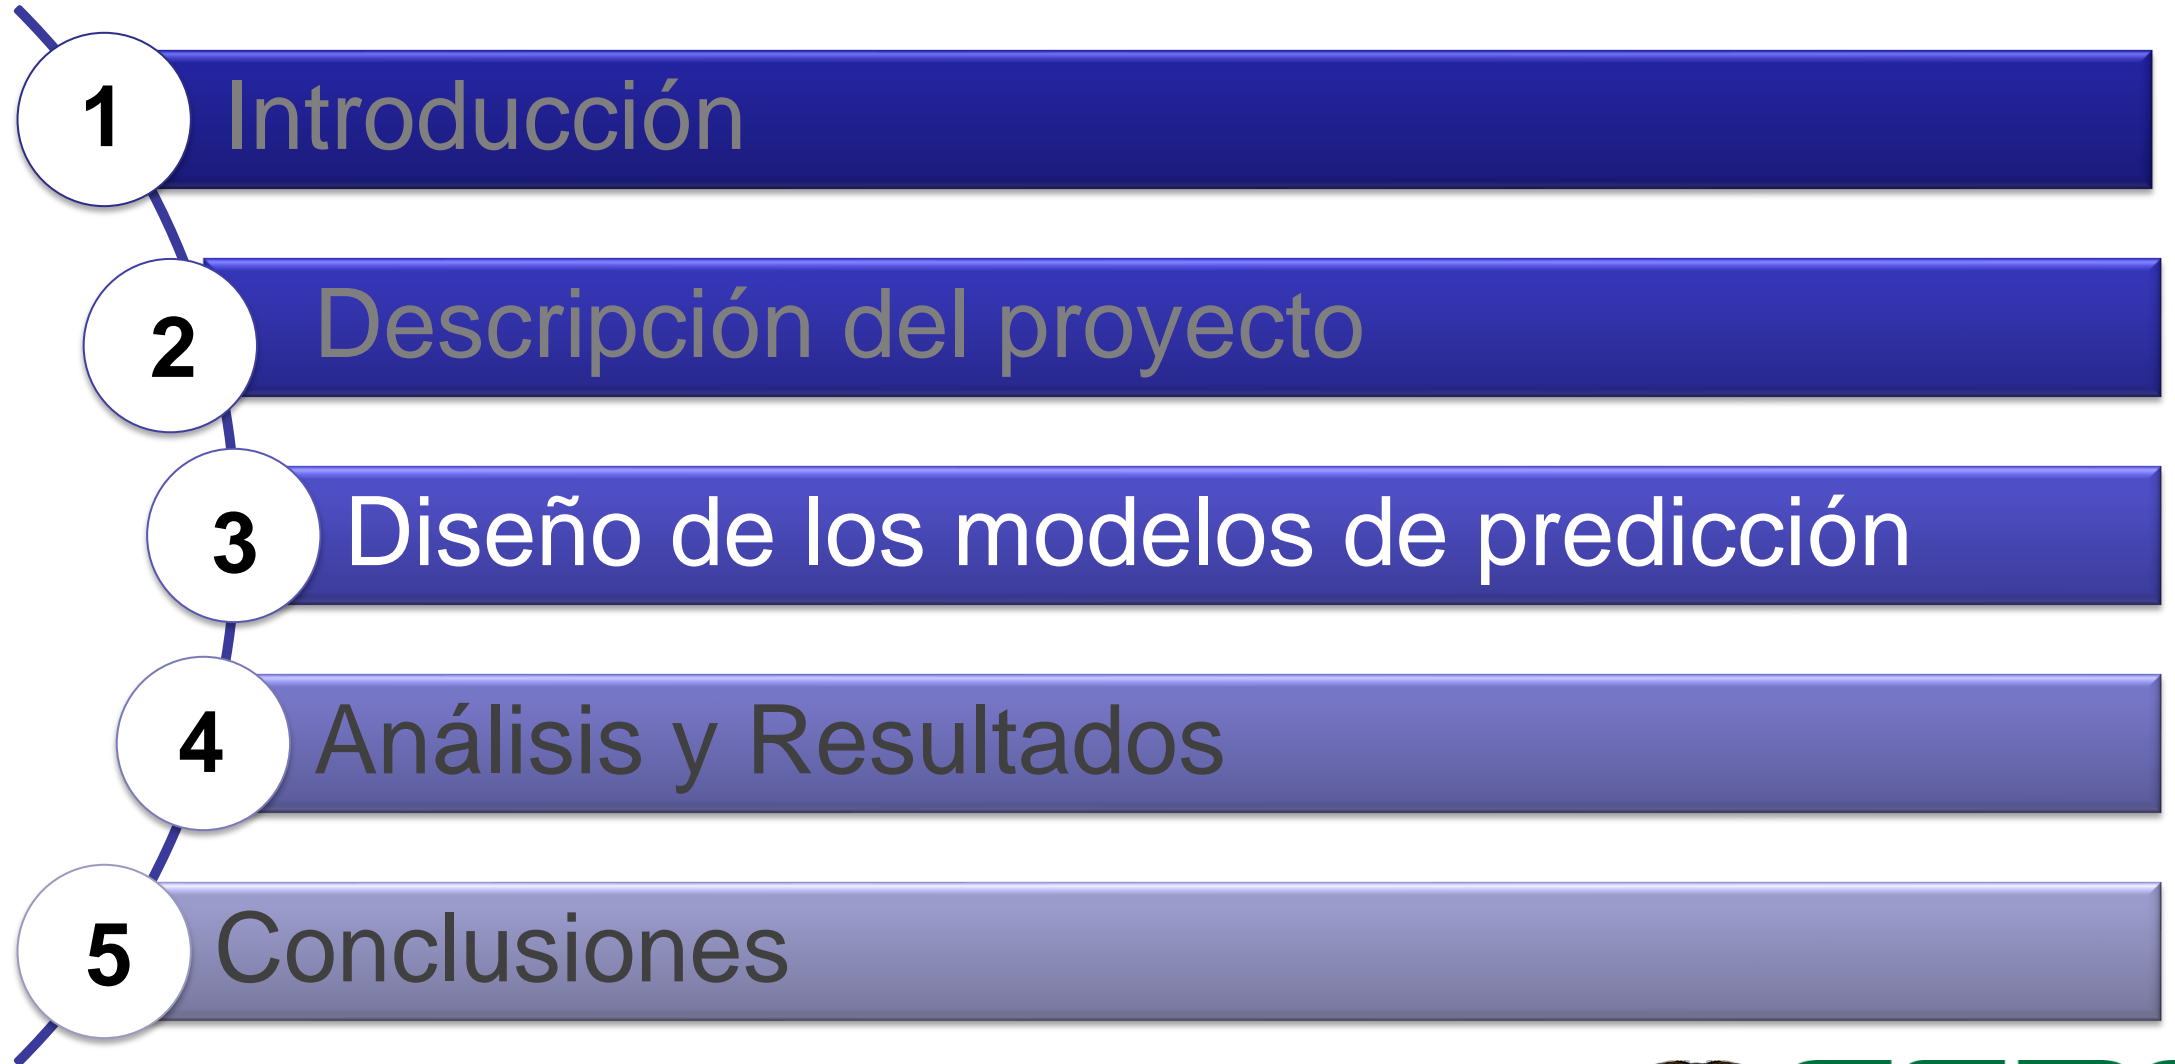 1 Introducción
2 Descripción del proyecto
3 Diseño de los modelos de predicción
4 Análisis y Resultados
5 Conclusiones